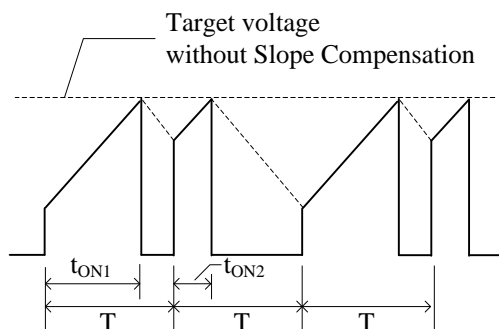 Target voltage
without Slope Compensation
tON1
tON2
T
T
T